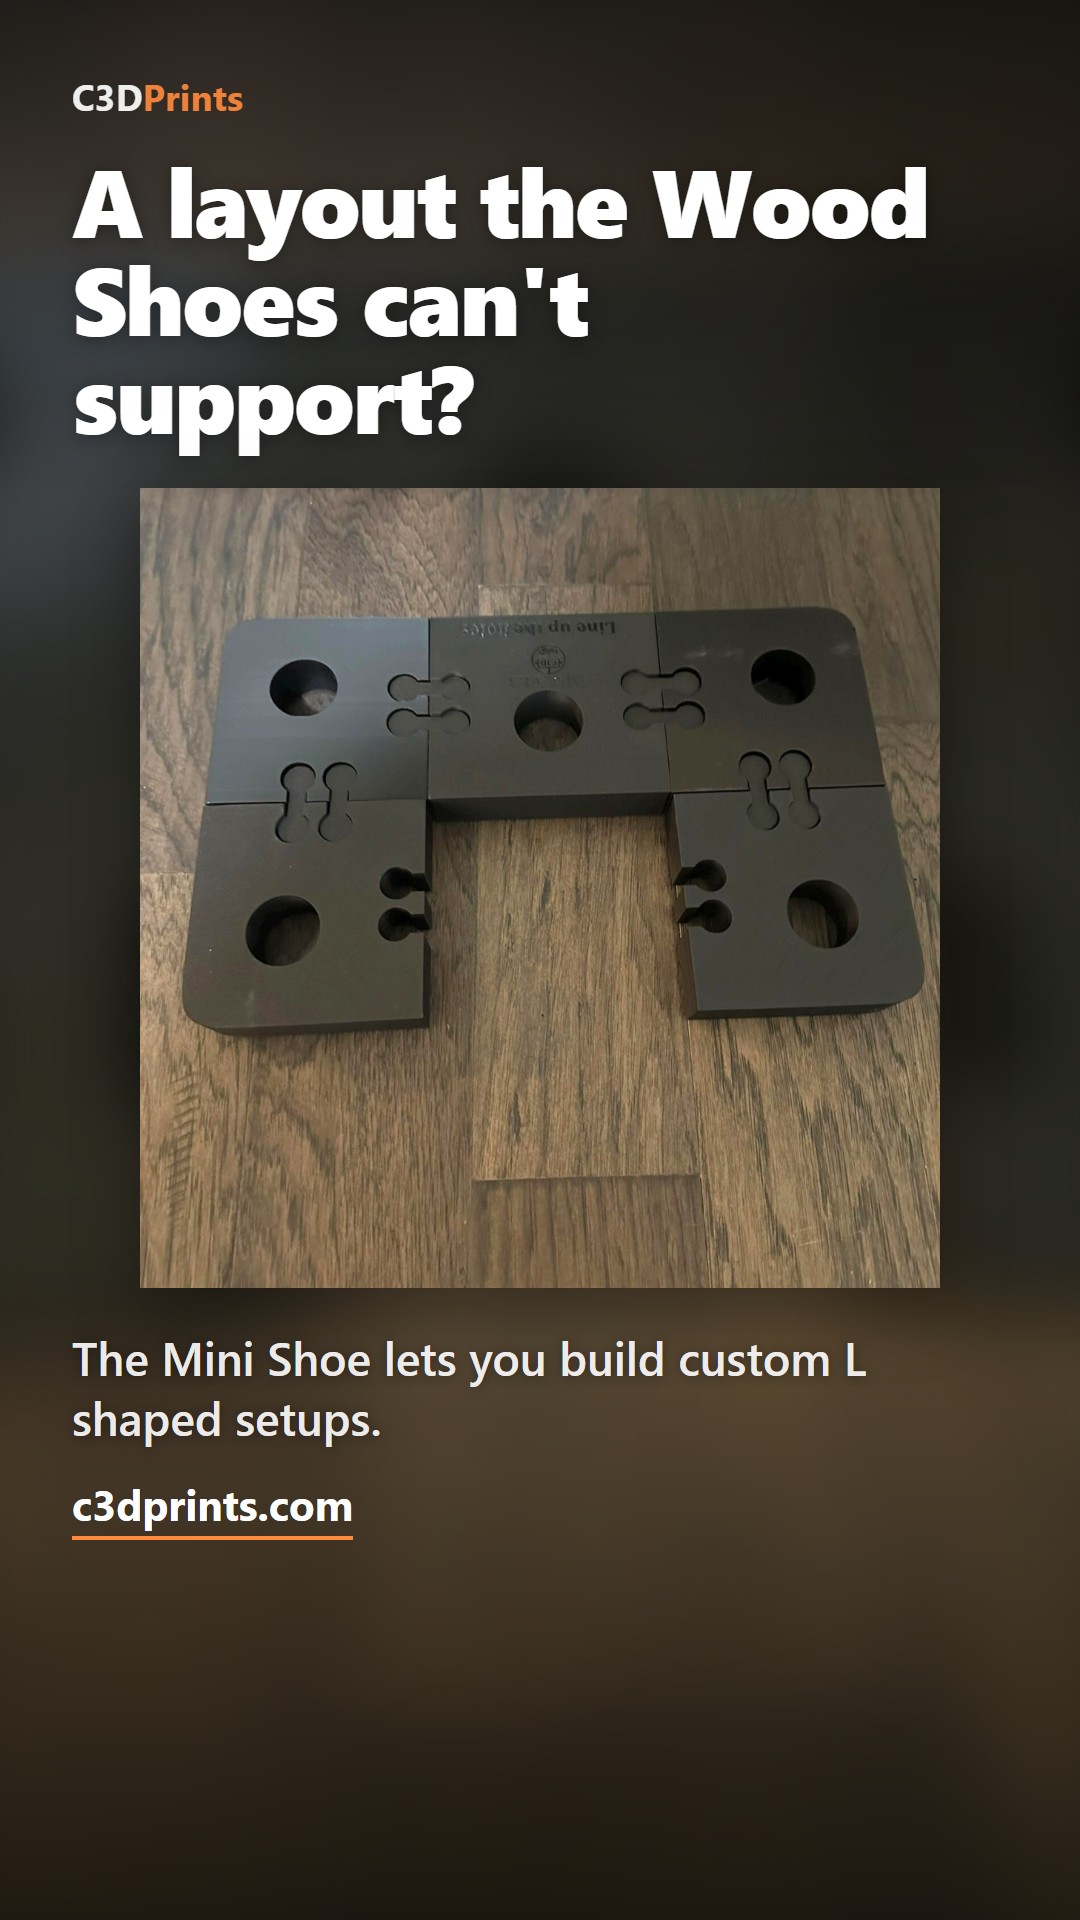 C3DPrints
A layout the Wood
Shoes can't
support?
Line up the holes
The Mini Shoe lets you build custom L
shaped setups.
c3dprints.com